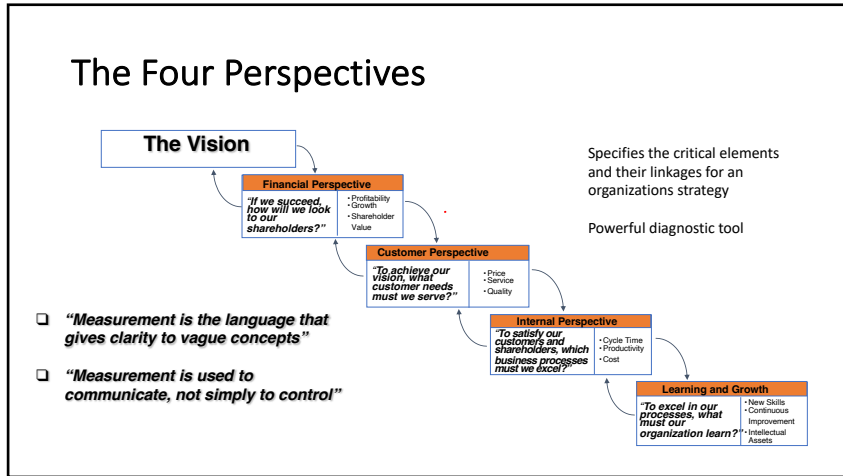 The Four Perspectives
The Vision
Specifies the critical elements
and their linkages for an
organizations strategy
Powerful diagnostic tool
Financial Perspective
“If we succeed,
how will we look
to our
shareholders?”
• Profitability
• Growth
• Shareholder
Value
Customer Perspective
“To achieve our
vision, what
customer needs
must we serve?”
• Price
• Service
• Quality
Internal Perspective
“To satisfy our
customers and
shareholders, which
business processes
must we excel?”
• Cycle Time
• Productivity
• Cost
Learning and Growth
“To excel in our
processes, what
must our
organization learn?”
• New Skills
• Continuous
Improvement
• Intellectual
Assets
❑ “Measurement is the language that
gives clarity to vague concepts”
❑ “Measurement is used to
communicate, not simply to control”